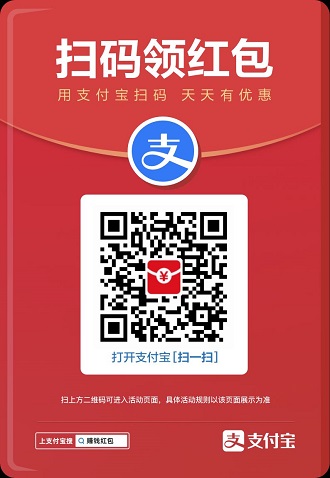 扫码领红包
用支付宝扫码 天天有优惠
支
¥
打开支付宝[扫一扫]
扫上方二维码可进入活动页面，具体活动规则以该页面展示为准
上支付宝搜 赚钱红包
支 支付宝